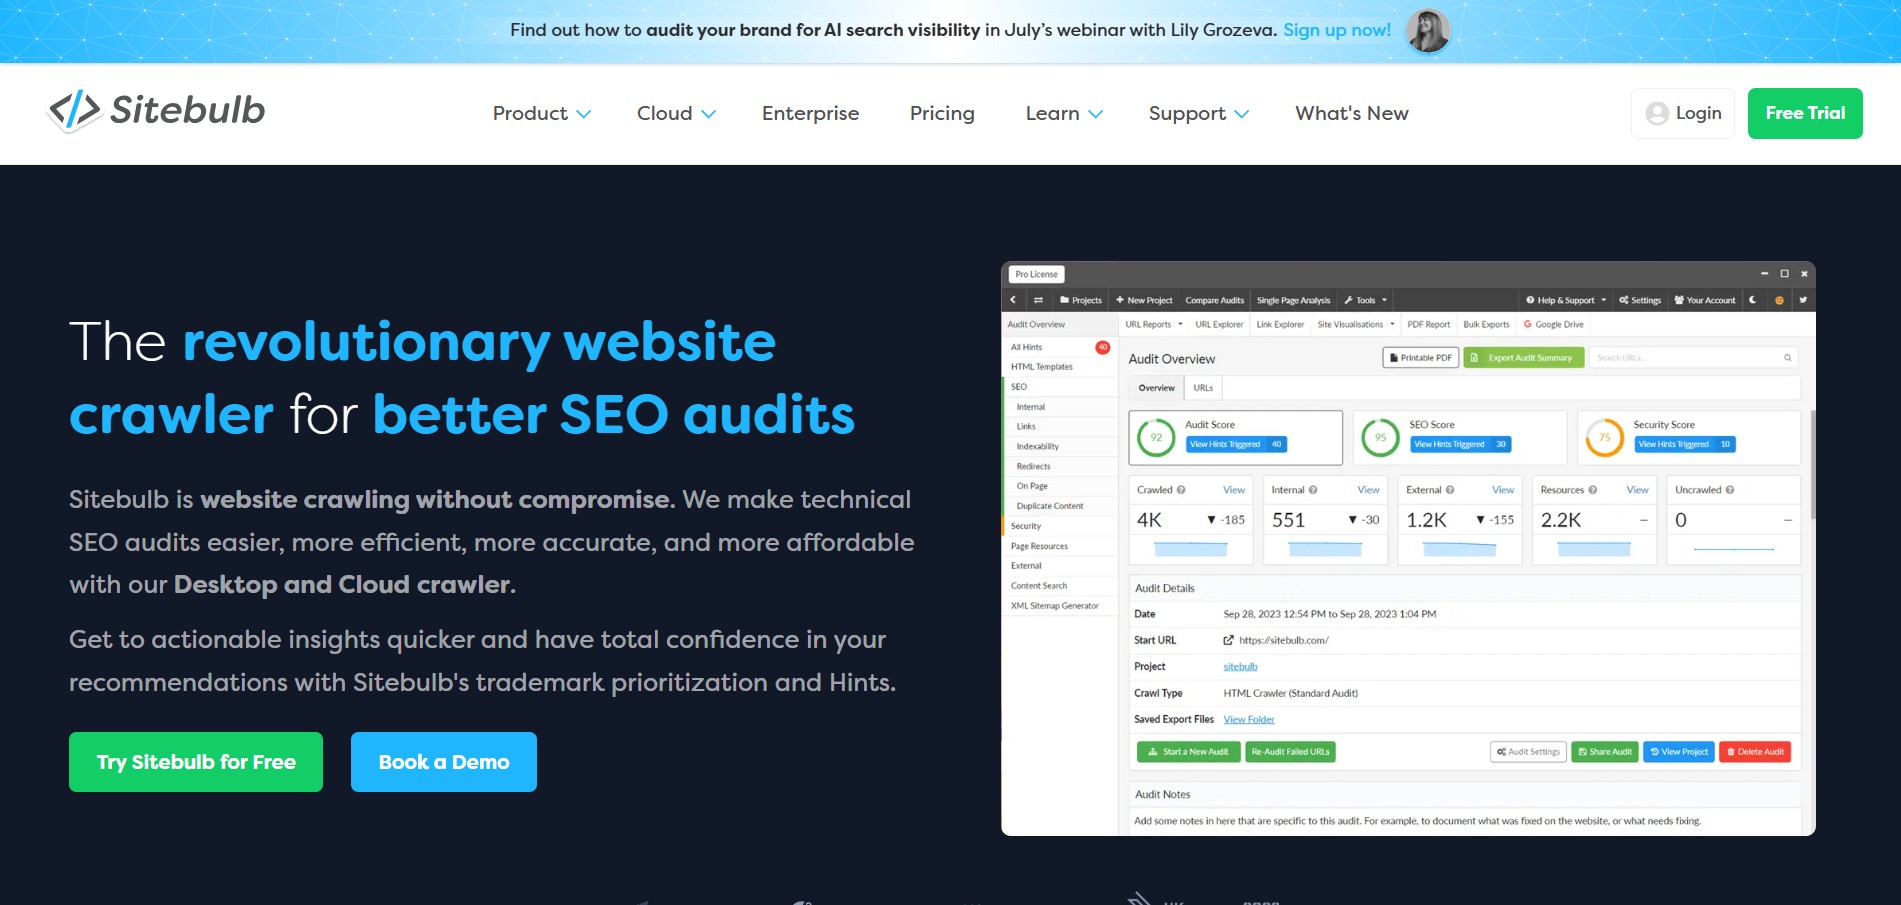 Find out how to audit your brand for AI search visibility in July's webinar with Lily Grozeva. Sign up now!
Sitebulb
Product
Cloud
Enterprise
Pricing
Learn
Support
What's New
Login
Free Trial
The revolutionary website
crawler for better SEO audits
Sitebulb is website crawling without compromise. We make technical
SEO audits easier, more efficient, more accurate, and more affordable
with our Desktop and Cloud crawler.
Get to actionable insights quicker and have total confidence in your
recommendations with Sitebulb's trademark prioritization and Hints.
Try Sitebulb for Free
Book a Demo
Pro License
Projects
New Project
Compare Audits
Single Page Analysis
Tools
Help & Support
Settings
Your Account
Audit Overview
URL Reports
URL Explorer
Link Explorer
Site Visualisations
PDF Report
Bulk Exports
Google Drive
All Hints 40
HTML Templates
SEO
Internal
Links
Indexability
Redirects
On Page
Duplicate Content
Security
Page Resources
External
Content Search
XML Sitemap Generator
Audit Overview
Printable PDF
Export Audit Summary
Search URLs...
Overview
URLs
92
Audit Score
View Hints Triggered 40
95
SEO Score
View Hints Triggered 30
75
Security Score
View Hints Triggered 10
Crawled View
4K -185
Internal View
551 -30
External View
1.2K -155
Resources View
2.2K –
Uncrawled
0 –
Audit Details
Date Sep 28, 2023 12:54 PM to Sep 28, 2023 1:04 PM
Start URL https://sitebulb.com/
Project sitebulb
Crawl Type HTML Crawler (Standard Audit)
Saved Export Files View Folder
Start a New Audit
Re-Audit Failed URLs
Audit Settings
Share Audit
View Project
Delete Audit
Audit Notes
Add some notes in here that are specific to this audit. For example, to document what was fixed on the website, or what needs fixing.